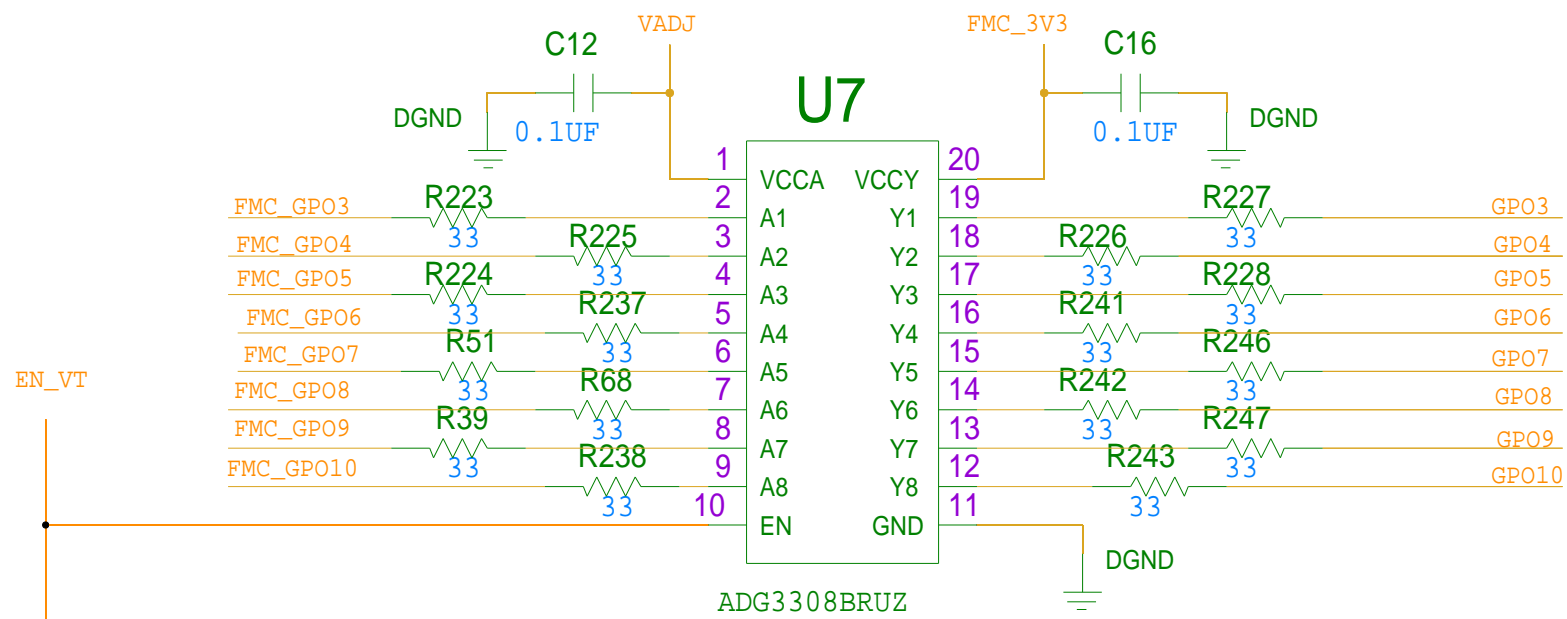 VADJ
FMC_3V3
C12
C16
U7
DGND
0.1UF
0.1UF
DGND
1
20
VCCA VCCY
FMC_GPO3
R223
33
2
A1
Y1
19
R227
33
GPO3
FMC_GPO4
R225
33
3
A2
Y2
18
R226
33
GPO4
FMC_GPO5
R224
33
4
A3
Y3
17
R228
33
GPO5
FMC_GPO6
R237
33
5
A4
Y4
16
R241
33
GPO6
FMC_GPO7
R51
33
6
A5
Y5
15
R246
33
GPO7
EN_VT
FMC_GPO8
R68
33
7
A6
Y6
14
R242
33
GPO8
FMC_GPO9
R39
33
8
A7
Y7
13
R247
33
GPO9
FMC_GPO10
R238
33
9
A8
Y8
12
R243
33
GPO10
10
EN
GND
11
DGND
ADG3308BRUZ